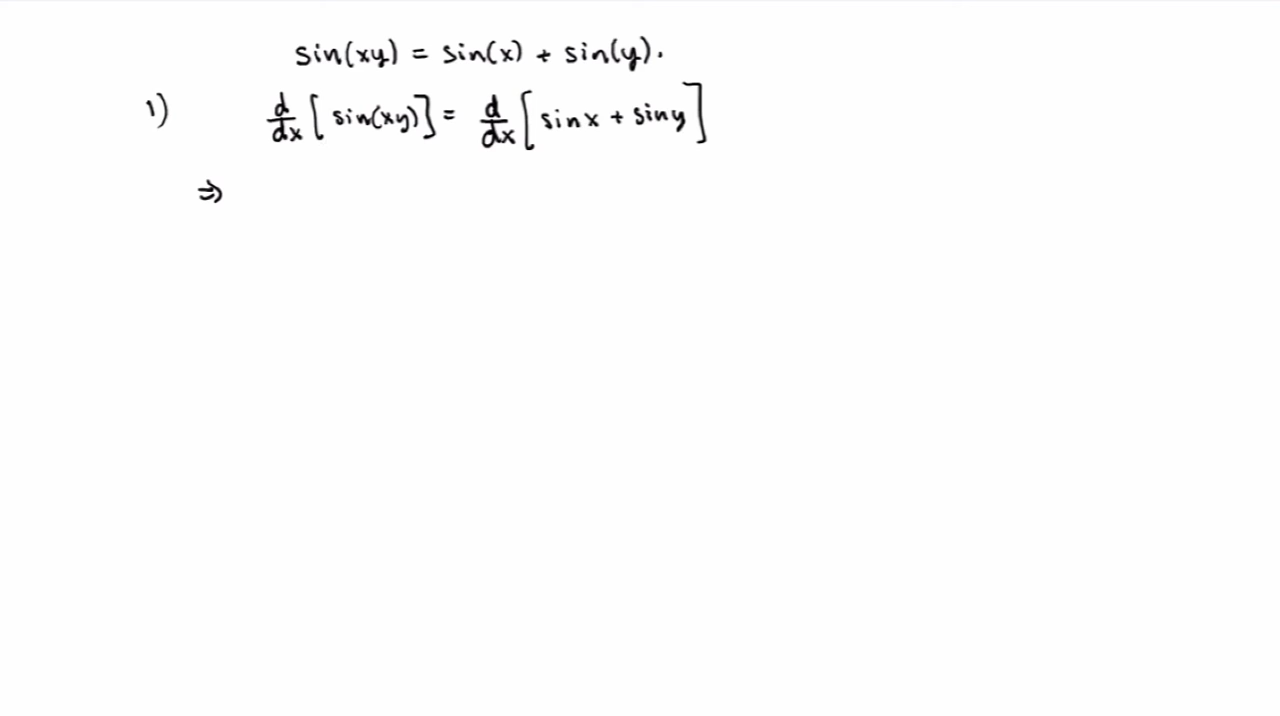 sin(xy) = sin(x) + sin(y).
1) d/dx [sin(xy)] = d/dx [sinx + siny]
⇒